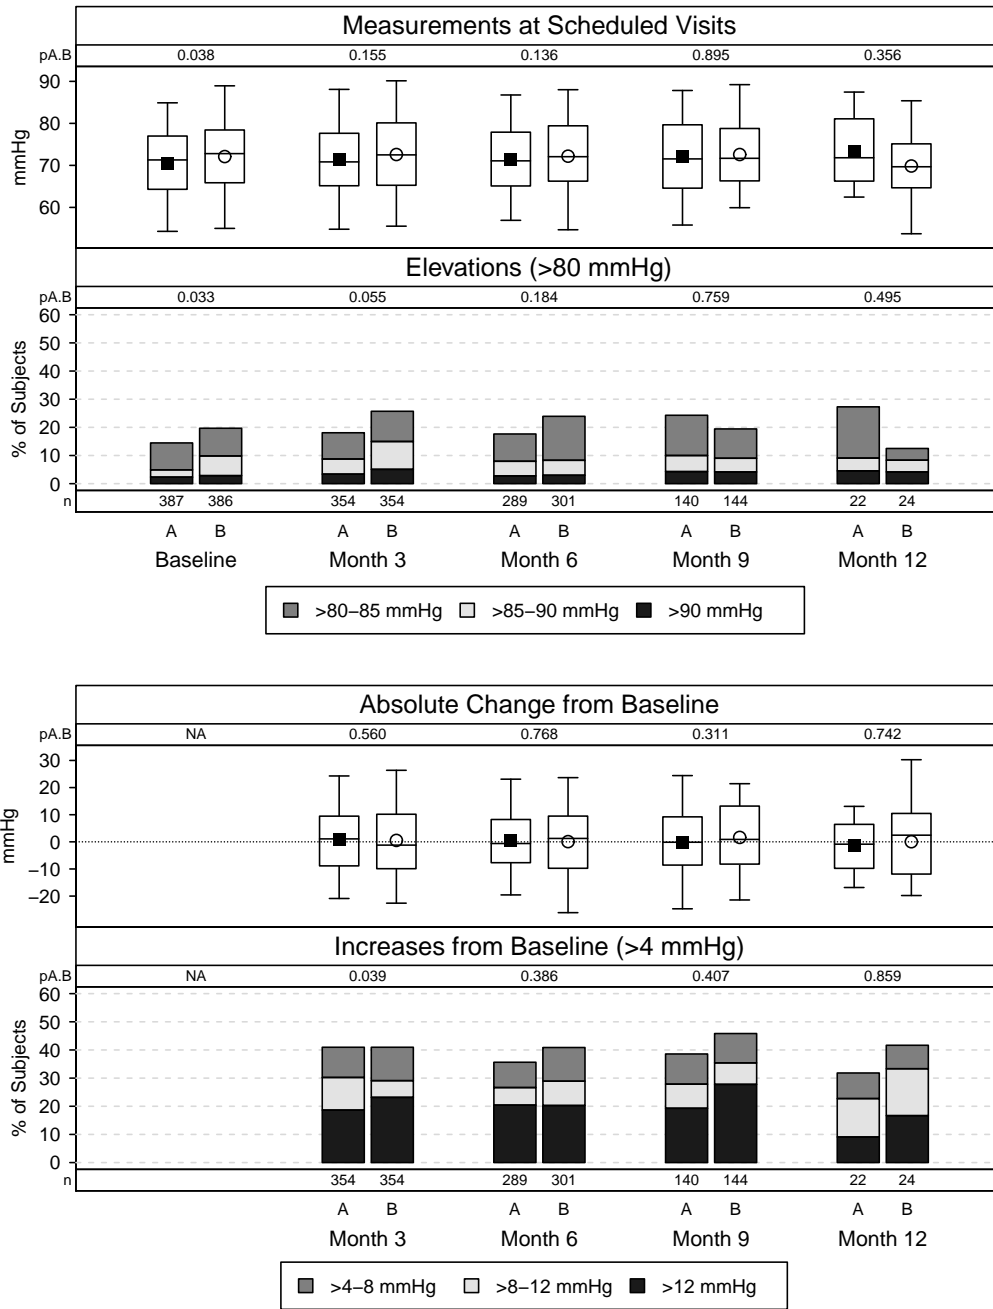 Measurements at Scheduled Visits
pA.B 0.038 0.155 0.136 0.895 0.356
90
80
70
60
mmHg
Elevations (>80 mmHg)
pA.B 0.033 0.055 0.184 0.759 0.495
60
50
40
30
20
10
0
% of Subjects
n 387 386 354 354 289 301 140 144 22 24
A B A B A B A B A B
Baseline Month 3 Month 6 Month 9 Month 12
>80–85 mmHg >85–90 mmHg >90 mmHg
Absolute Change from Baseline
pA.B NA 0.560 0.768 0.311 0.742
30
20
10
0
−10
−20
mmHg
Increases from Baseline (>4 mmHg)
pA.B NA 0.039 0.386 0.407 0.859
60
50
40
30
20
10
0
% of Subjects
n 354 354 289 301 140 144 22 24
A B A B A B A B
Month 3 Month 6 Month 9 Month 12
>4–8 mmHg >8–12 mmHg >12 mmHg